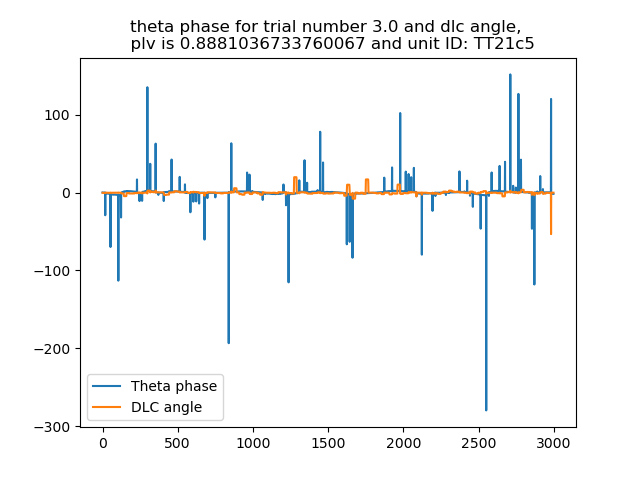 theta phase for trial number 3.0 and dlc angle,
plv is 0.8881036733760067 and unit ID: TT21c5
100
0
−100
−200
−300
Theta phase
DLC angle
0 500 1000 1500 2000 2500 3000